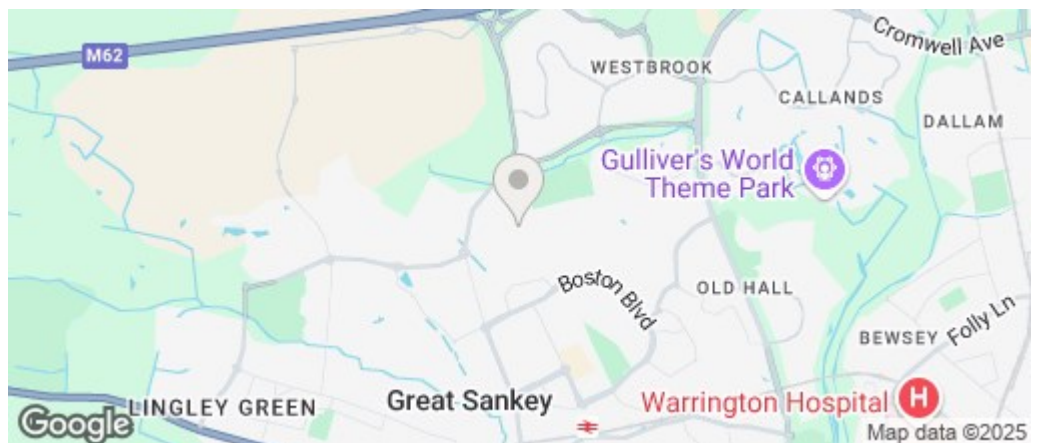 Cromwell Ave
M62
WESTBROOK
CALLANDS
DALLAM
Gulliver's World
Theme Park
Boston Blvd
OLD HALL
Folly Ln
BEWSEY
Great Sankey
Warrington Hospital
H
LINGLEY GREEN
Google
Map data ©2025